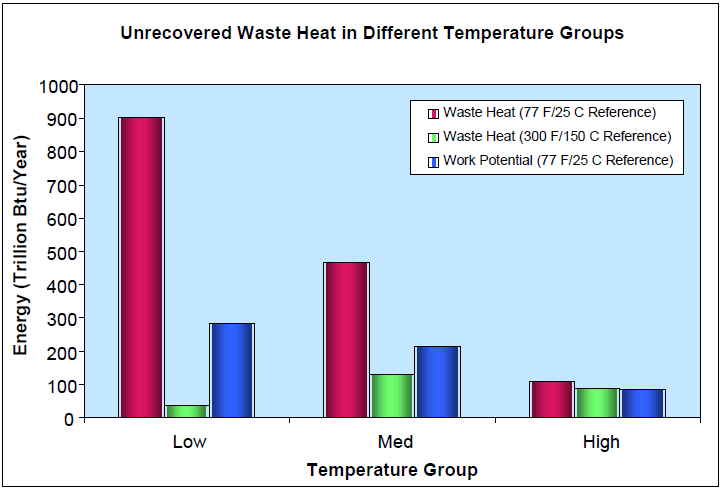 Unrecovered Waste Heat in Different Temperature Groups
Energy (Trillion Btu/Year)
1000
900
800
700
600
500
400
300
200
100
0
Waste Heat (77 F/25 C Reference)
Waste Heat (300 F/150 C Reference)
Work Potential (77 F/25 C Reference)
Low Med High
Temperature Group